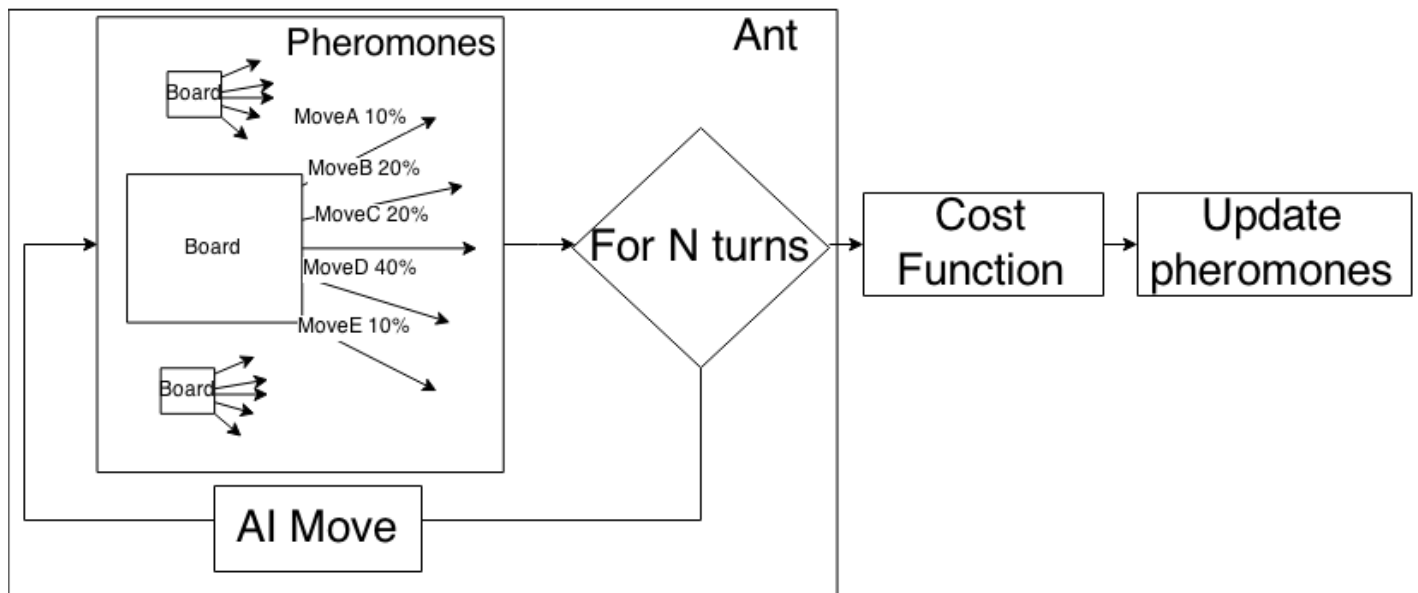 Pheromones
Ant
Board
MoveA 10%
MoveB 20%
MoveC 20%
Board
MoveD 40%
MoveE 10%
Board
For N turns
Cost
Function
Update
pheromones
AI Move